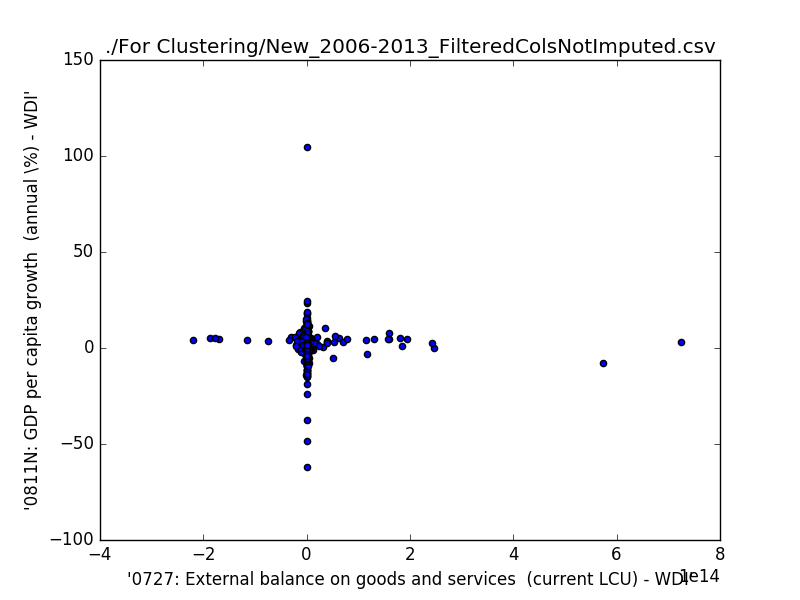 ./For Clustering/New_2006-2013_FilteredColsNotImputed.csv
150
100
50
0
−50
−100
'0811N: GDP per capita growth  (annual \%) - WDI'
−4 −2 0 2 4 6 8
1e14
'0727: External balance on goods and services  (current LCU) - WDI'